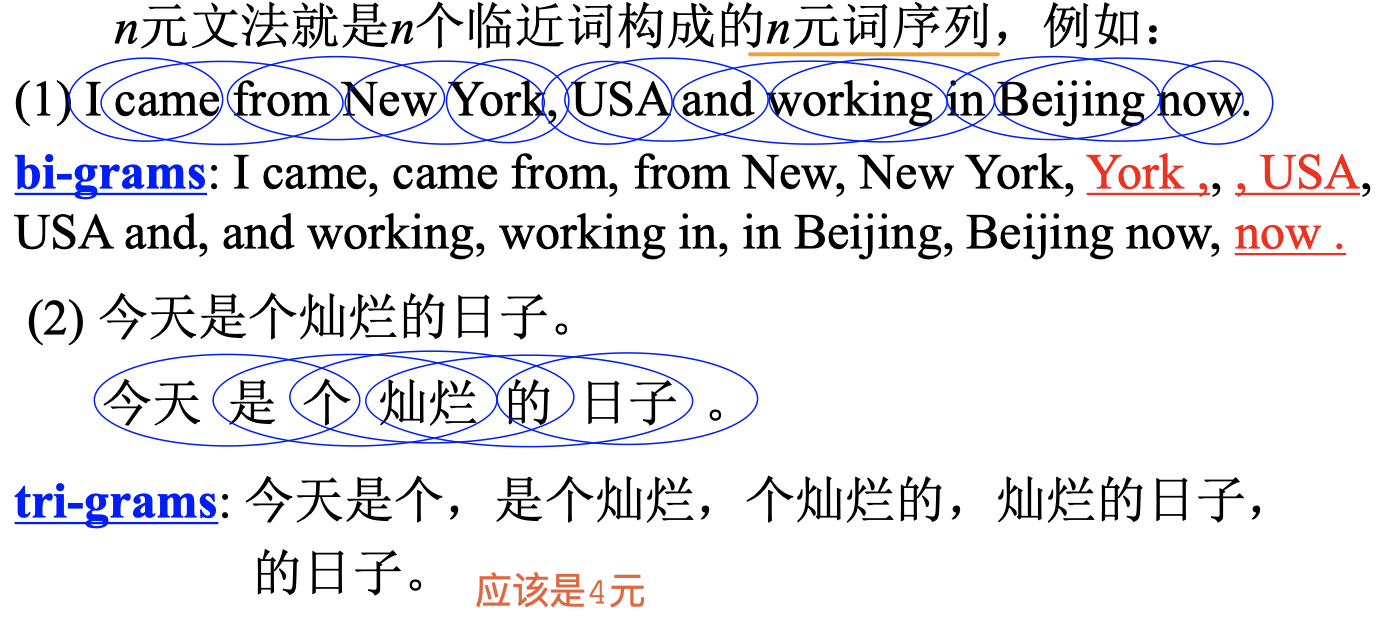 n元文法就是n个临近词构成的n元词序列，例如：
(1) I came from New York, USA and working in Beijing now.
bi-grams: I came, came from, from New, New York, York ,, , USA,
USA and, and working, working in, in Beijing, Beijing now, now .
(2) 今天是个灿烂的日子。
今天 是 个 灿烂 的 日子 。
tri-grams: 今天是个，是个灿烂，个灿烂的，灿烂的日子，
的日子。 应该是4元